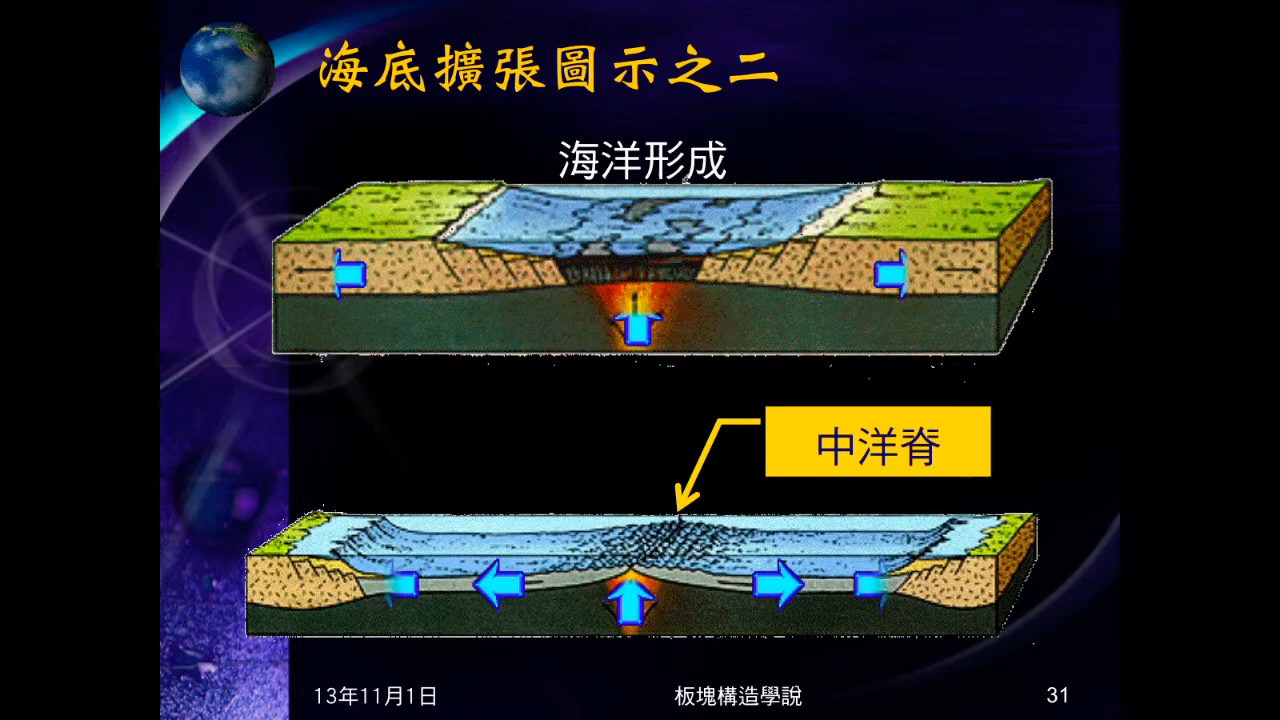 海底擴張圖示之二
海洋形成
中洋脊
13年11月1日
板塊構造學說
31